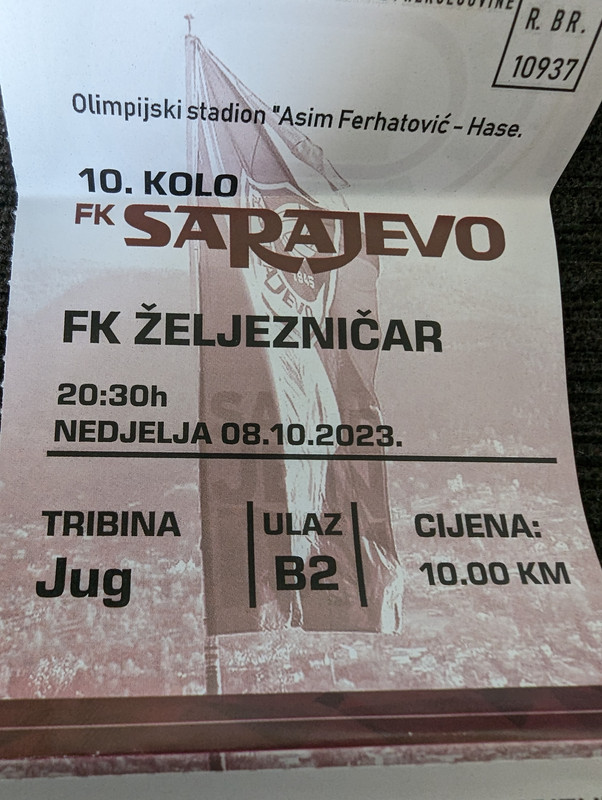 R. BR.
10937
Olimpijski stadion "Asim Ferhatović - Hase.
10. KOLO
FK SARAJEVO
FK ŽELJEZNIČAR
20:30h
NEDJELJA 08.10.2023.
TRIBINA
Jug
ULAZ
B2
CIJENA:
10.00 KM